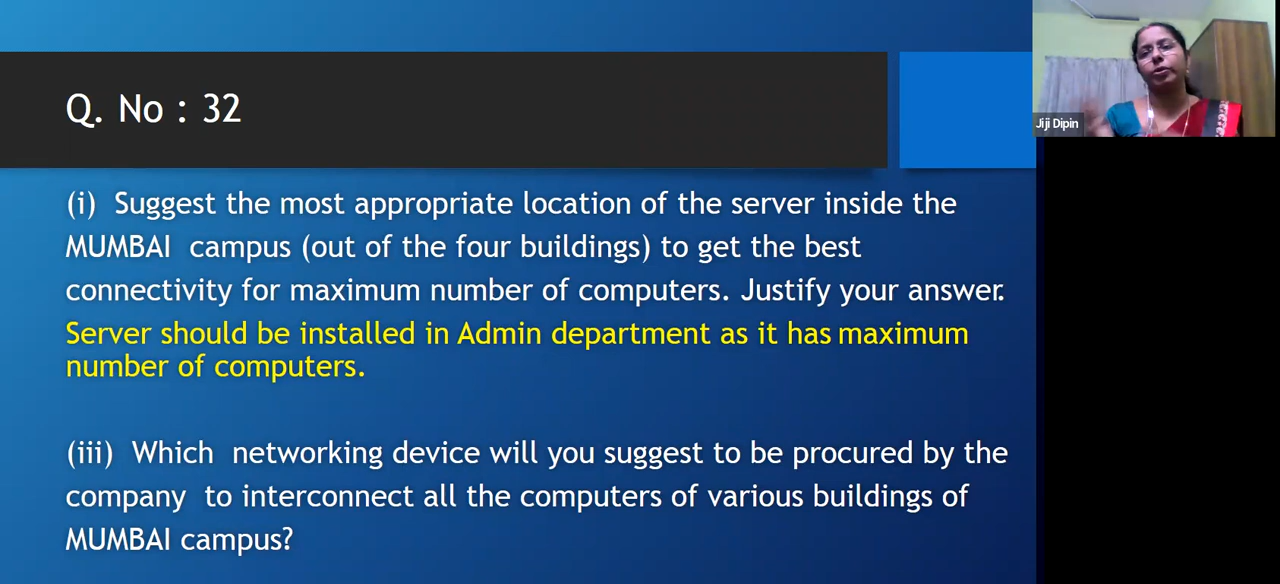 Q. No : 32
Jiji Dipin
(i) Suggest the most appropriate location of the server inside the
MUMBAI campus (out of the four buildings) to get the best
connectivity for maximum number of computers. Justify your answer.
Server should be installed in Admin department as it has maximum
number of computers.
(iii) Which networking device will you suggest to be procured by the
company to interconnect all the computers of various buildings of
MUMBAI campus?